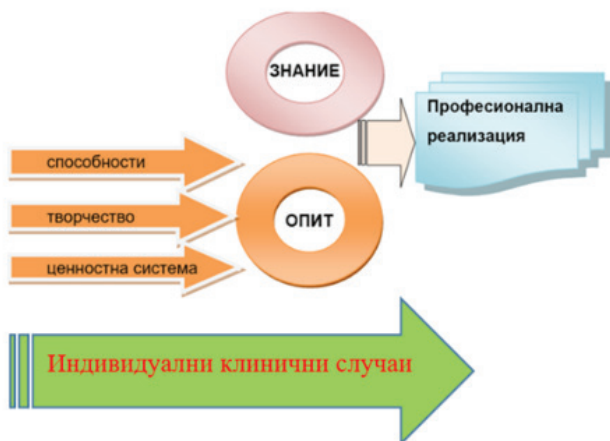 ЗНАНИЕ
Професионална
реализация
способности
творчество
ОПИТ
ценностна система
Индивидуални клинични случаи